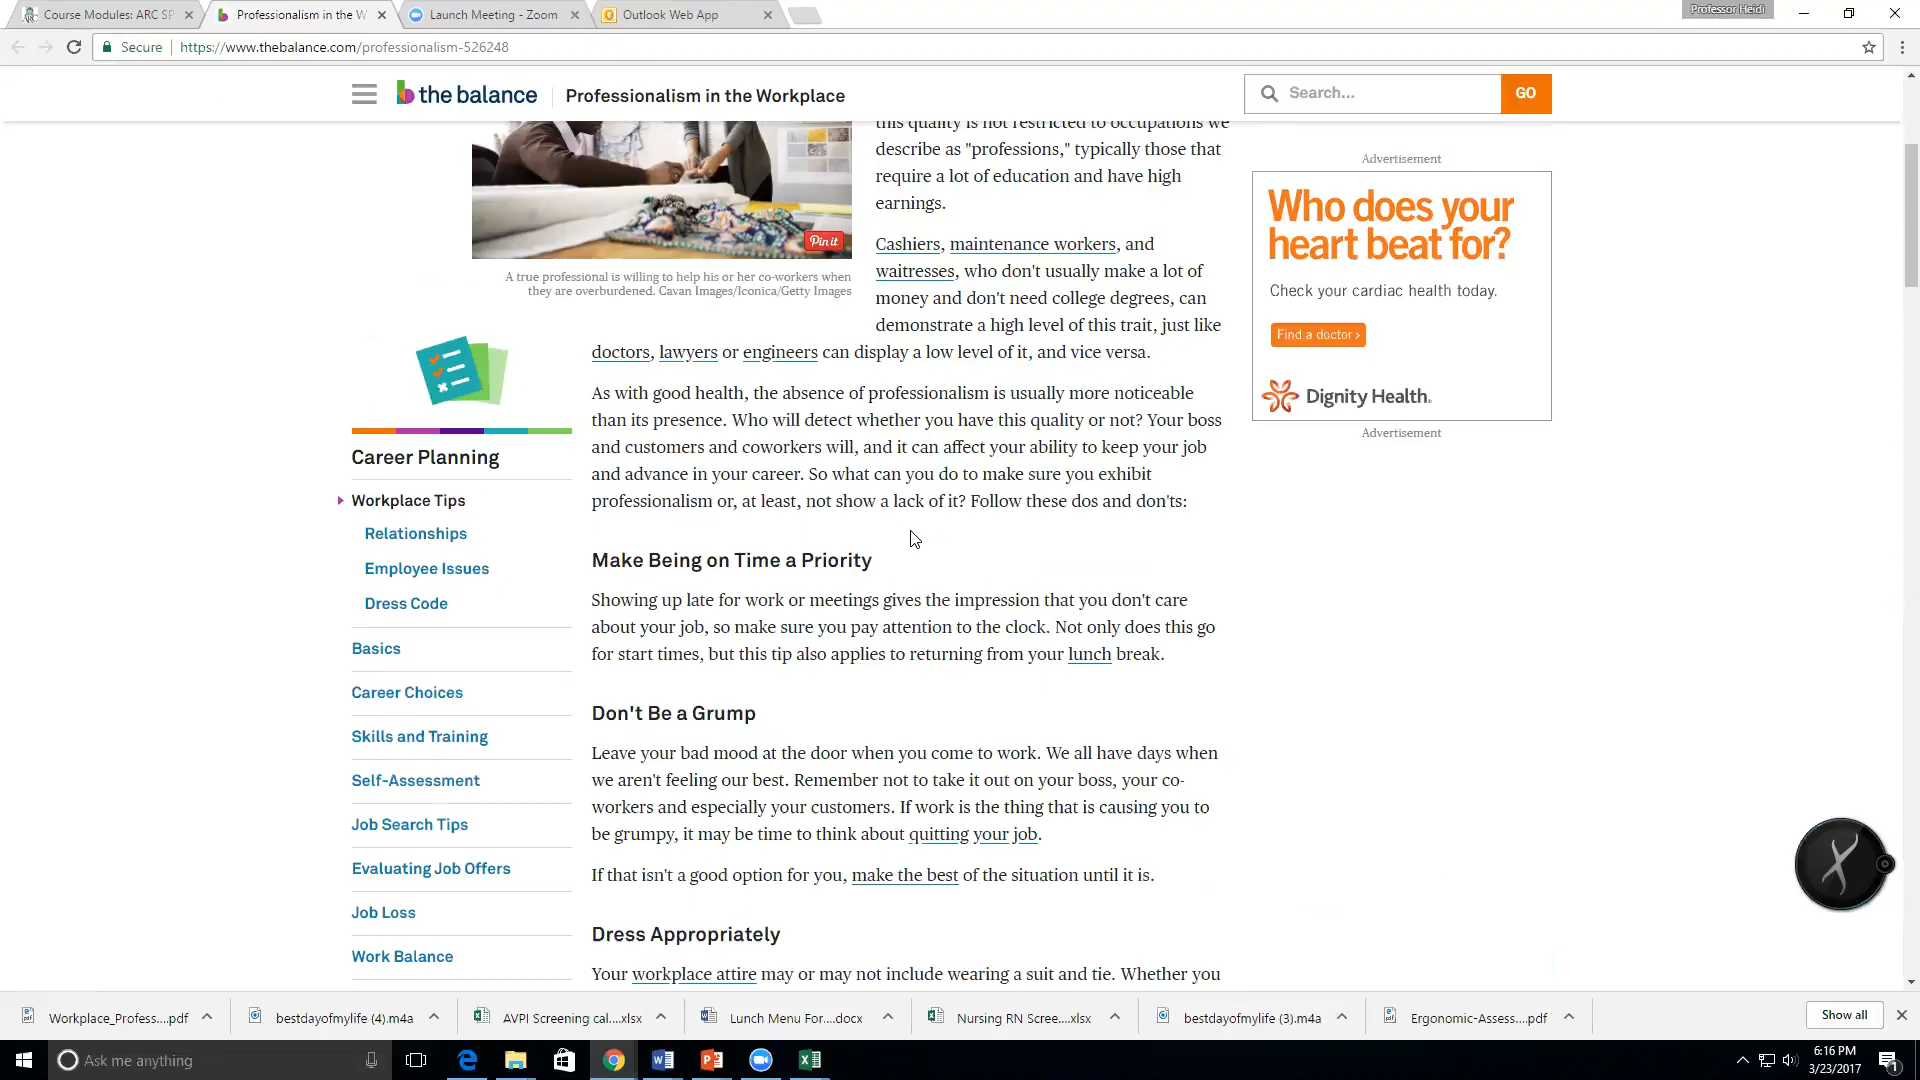 Course Modules: ARC SP
Professionalism in the W
Launch Meeting - Zoom
Outlook Web App
Professor Heidi
Secure
https://www.thebalance.com/professionalism-526248
the balance
Professionalism in the Workplace
Search...
GO
this quality is not restricted to occupations we
describe as "professions," typically those that
require a lot of education and have high
earnings.
Pin it
A true professional is willing to help his or her co-workers when
they are overburdened. Cavan Images/Iconica/Getty Images
Cashiers, maintenance workers, and
waitresses, who don't usually make a lot of
money and don't need college degrees, can
demonstrate a high level of this trait, just like
doctors, lawyers or engineers can display a low level of it, and vice versa.
As with good health, the absence of professionalism is usually more noticeable
than its presence. Who will detect whether you have this quality or not? Your boss
and customers and coworkers will, and it can affect your ability to keep your job
and advance in your career. So what can you do to make sure you exhibit
professionalism or, at least, not show a lack of it? Follow these dos and don'ts:
Make Being on Time a Priority
Showing up late for work or meetings gives the impression that you don't care
about your job, so make sure you pay attention to the clock. Not only does this go
for start times, but this tip also applies to returning from your lunch break.
Don't Be a Grump
Leave your bad mood at the door when you come to work. We all have days when
we aren't feeling our best. Remember not to take it out on your boss, your co-
workers and especially your customers. If work is the thing that is causing you to
be grumpy, it may be time to think about quitting your job.
If that isn't a good option for you, make the best of the situation until it is.
Dress Appropriately
Your workplace attire may or may not include wearing a suit and tie. Whether you
Career Planning
Workplace Tips
Relationships
Employee Issues
Dress Code
Basics
Career Choices
Skills and Training
Self-Assessment
Job Search Tips
Evaluating Job Offers
Job Loss
Work Balance
Advertisement
Who does your
heart beat for?
Check your cardiac health today.
Find a doctor >
Dignity Health.
Advertisement
Workplace_Profess....pdf
bestdayofmylife (4).m4a
AVPI Screening cal....xlsx
Lunch Menu For....docx
Nursing RN Scree....xlsx
bestdayofmylife (3).m4a
Ergonomic-Assess....pdf
Show all
Ask me anything
6:16 PM
3/23/2017
1